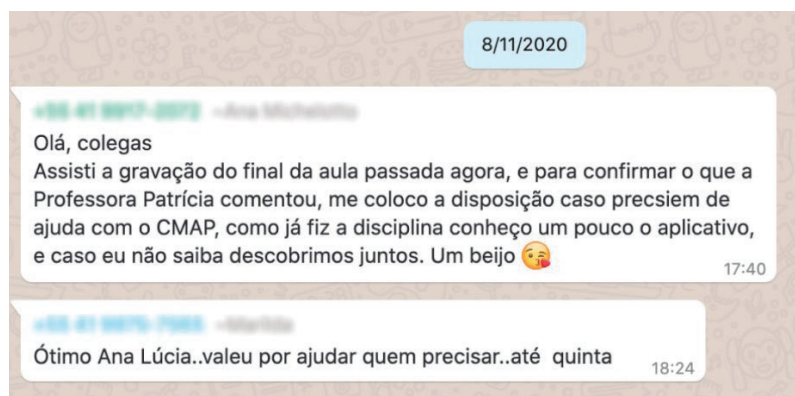 8/11/2020
Olá, colegas
Assisti a gravação do final da aula passada agora, e para confirmar o que a
Professora Patrícia comentou, me coloco a disposição caso precsiem de
ajuda com o CMAP, como já fiz a disciplina conheço um pouco o aplicativo,
e caso eu não saiba descobrimos juntos. Um beijo 😘
17:40
Ótimo Ana Lúcia..valeu por ajudar quem precisar..até quinta
18:24